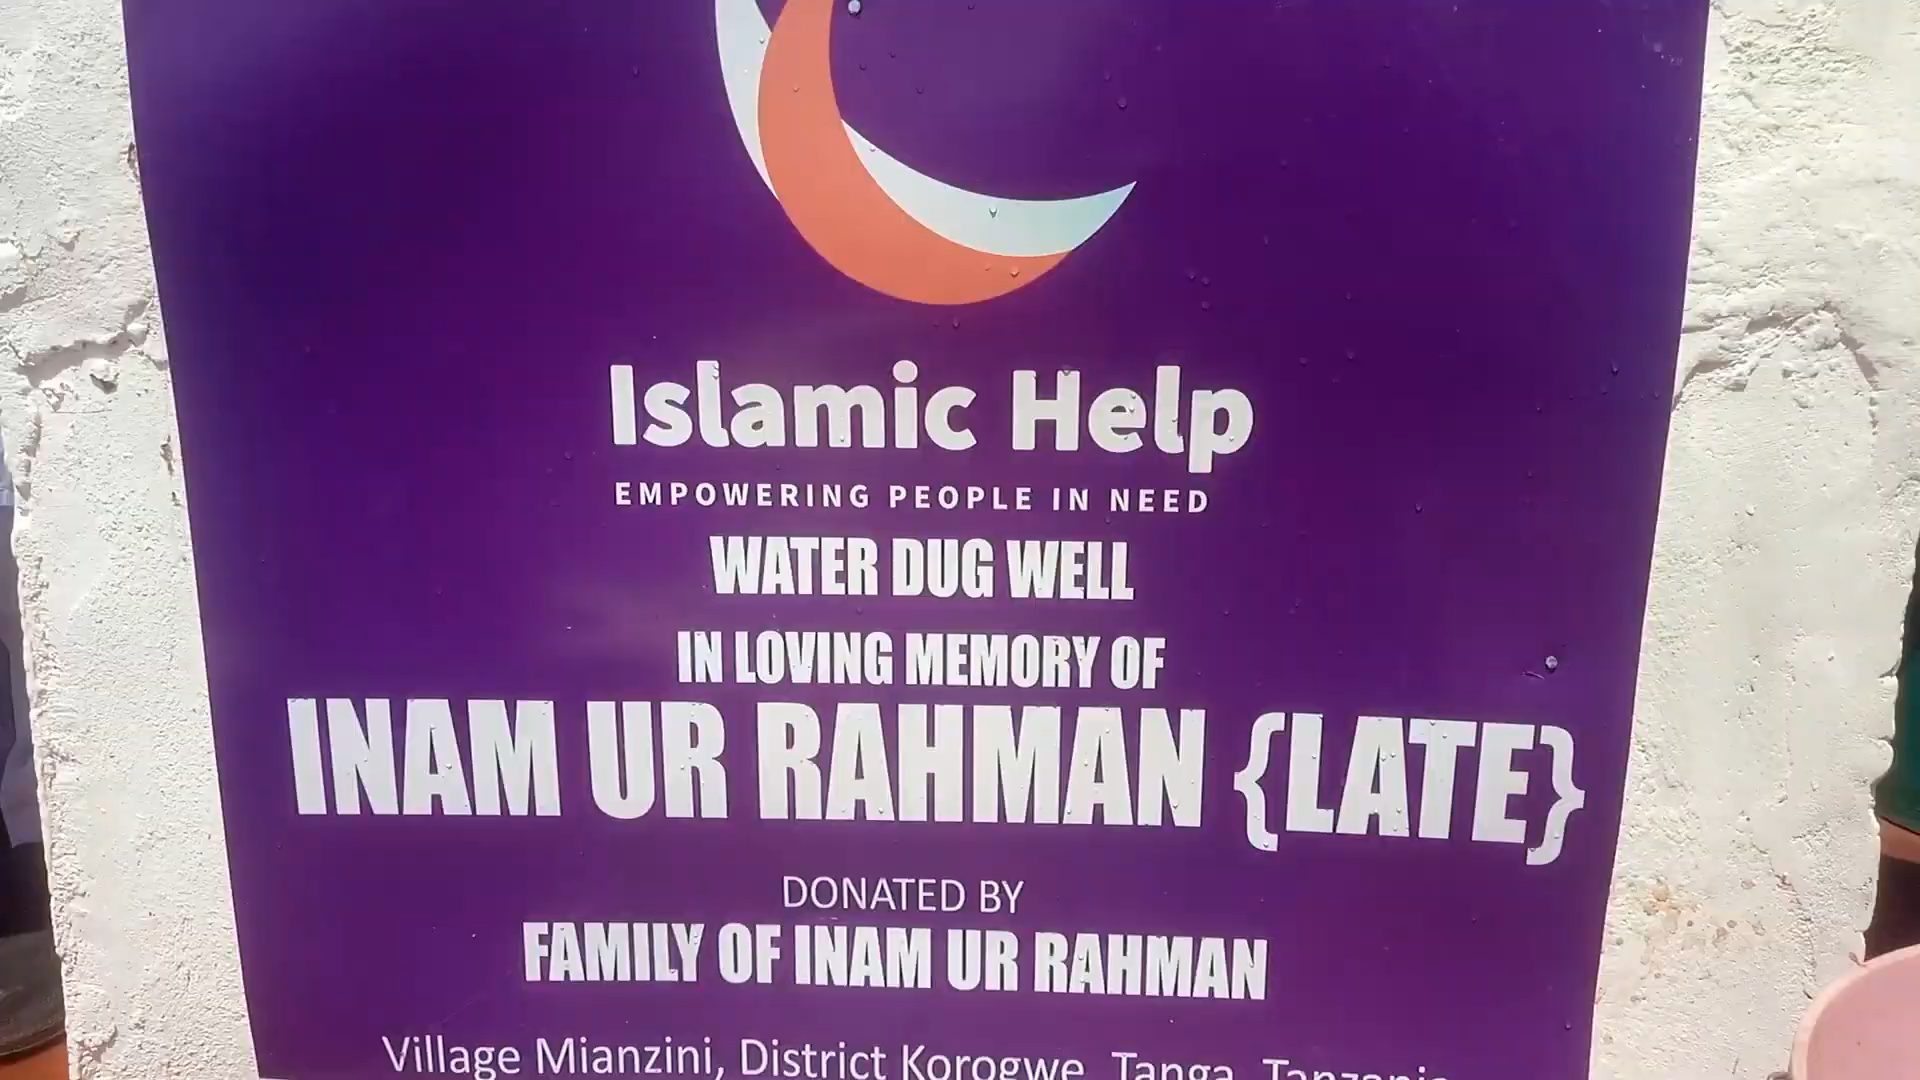 Islamic Help
EMPOWERING PEOPLE IN NEED
WATER DUG WELL
IN LOVING MEMORY OF
INAM UR RAHMAN {LATE}
DONATED BY
FAMILY OF INAM UR RAHMAN
Village Mianzini, District Korogwe, Tanga, Tanzania